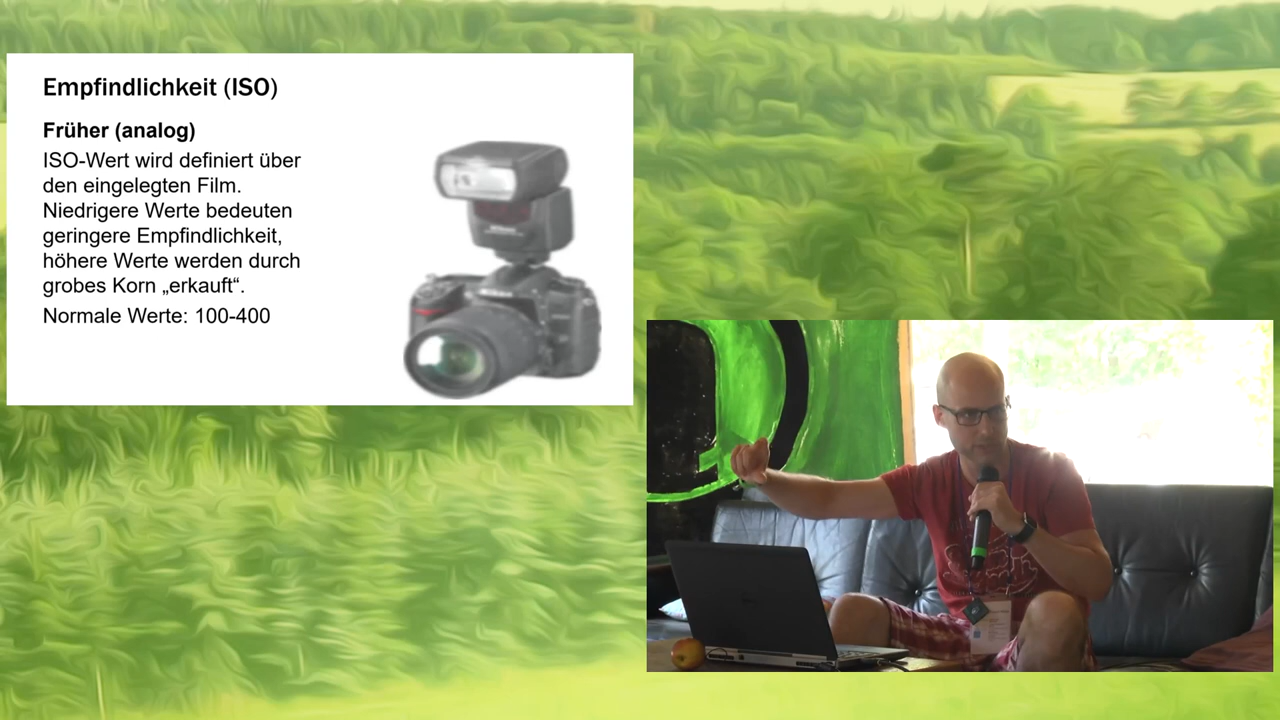 Empfindlichkeit (ISO)
Früher (analog)
ISO-Wert wird definiert über
den eingelegten Film.
Niedrigere Werte bedeuten
geringere Empfindlichkeit,
höhere Werte werden durch
grobes Korn „erkauft“.
Normale Werte: 100-400